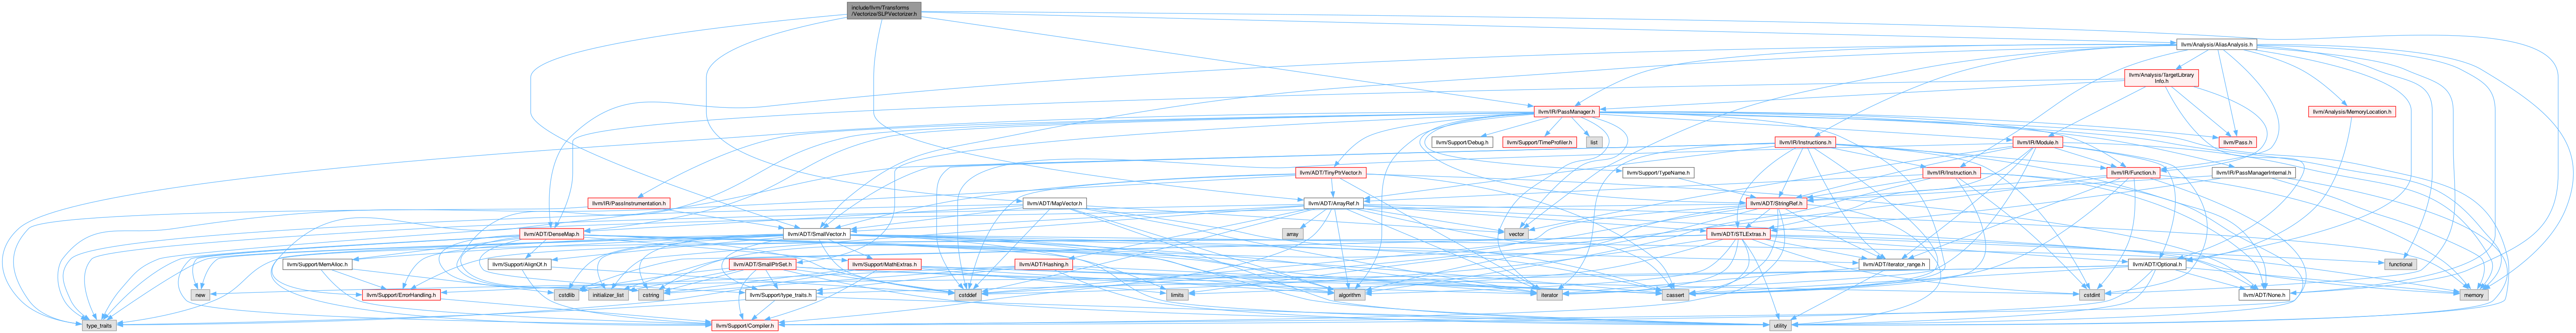 include/llvm/Transforms
/Vectorize/SLPVectorizer.h
llvm/Analysis/AliasAnalysis.h
llvm/Analysis/TargetLibrary
Info.h
llvm/IR/PassManager.h
llvm/Analysis/MemoryLocation.h
llvm/Support/Debug.h
llvm/Support/TimeProfiler.h
list
llvm/IR/Instructions.h
llvm/IR/Module.h
llvm/Pass.h
llvm/ADT/TinyPtrVector.h
llvm/Support/TypeName.h
llvm/IR/Instruction.h
llvm/IR/Function.h
llvm/IR/PassManagerInternal.h
llvm/IR/PassInstrumentation.h
llvm/ADT/MapVector.h
llvm/ADT/ArrayRef.h
llvm/ADT/StringRef.h
llvm/ADT/DenseMap.h
llvm/ADT/SmallVector.h
array
vector
llvm/ADT/STLExtras.h
llvm/Support/MemAlloc.h
llvm/Support/AlignOf.h
llvm/ADT/SmallPtrSet.h
llvm/Support/MathExtras.h
llvm/ADT/Hashing.h
llvm/ADT/iterator_range.h
llvm/ADT/Optional.h
functional
new
llvm/Support/ErrorHandling.h
cstdlib
initializer_list
cstring
llvm/Support/type_traits.h
cstddef
limits
algorithm
iterator
cassert
cstdint
llvm/ADT/None.h
memory
type_traits
llvm/Support/Compiler.h
utility